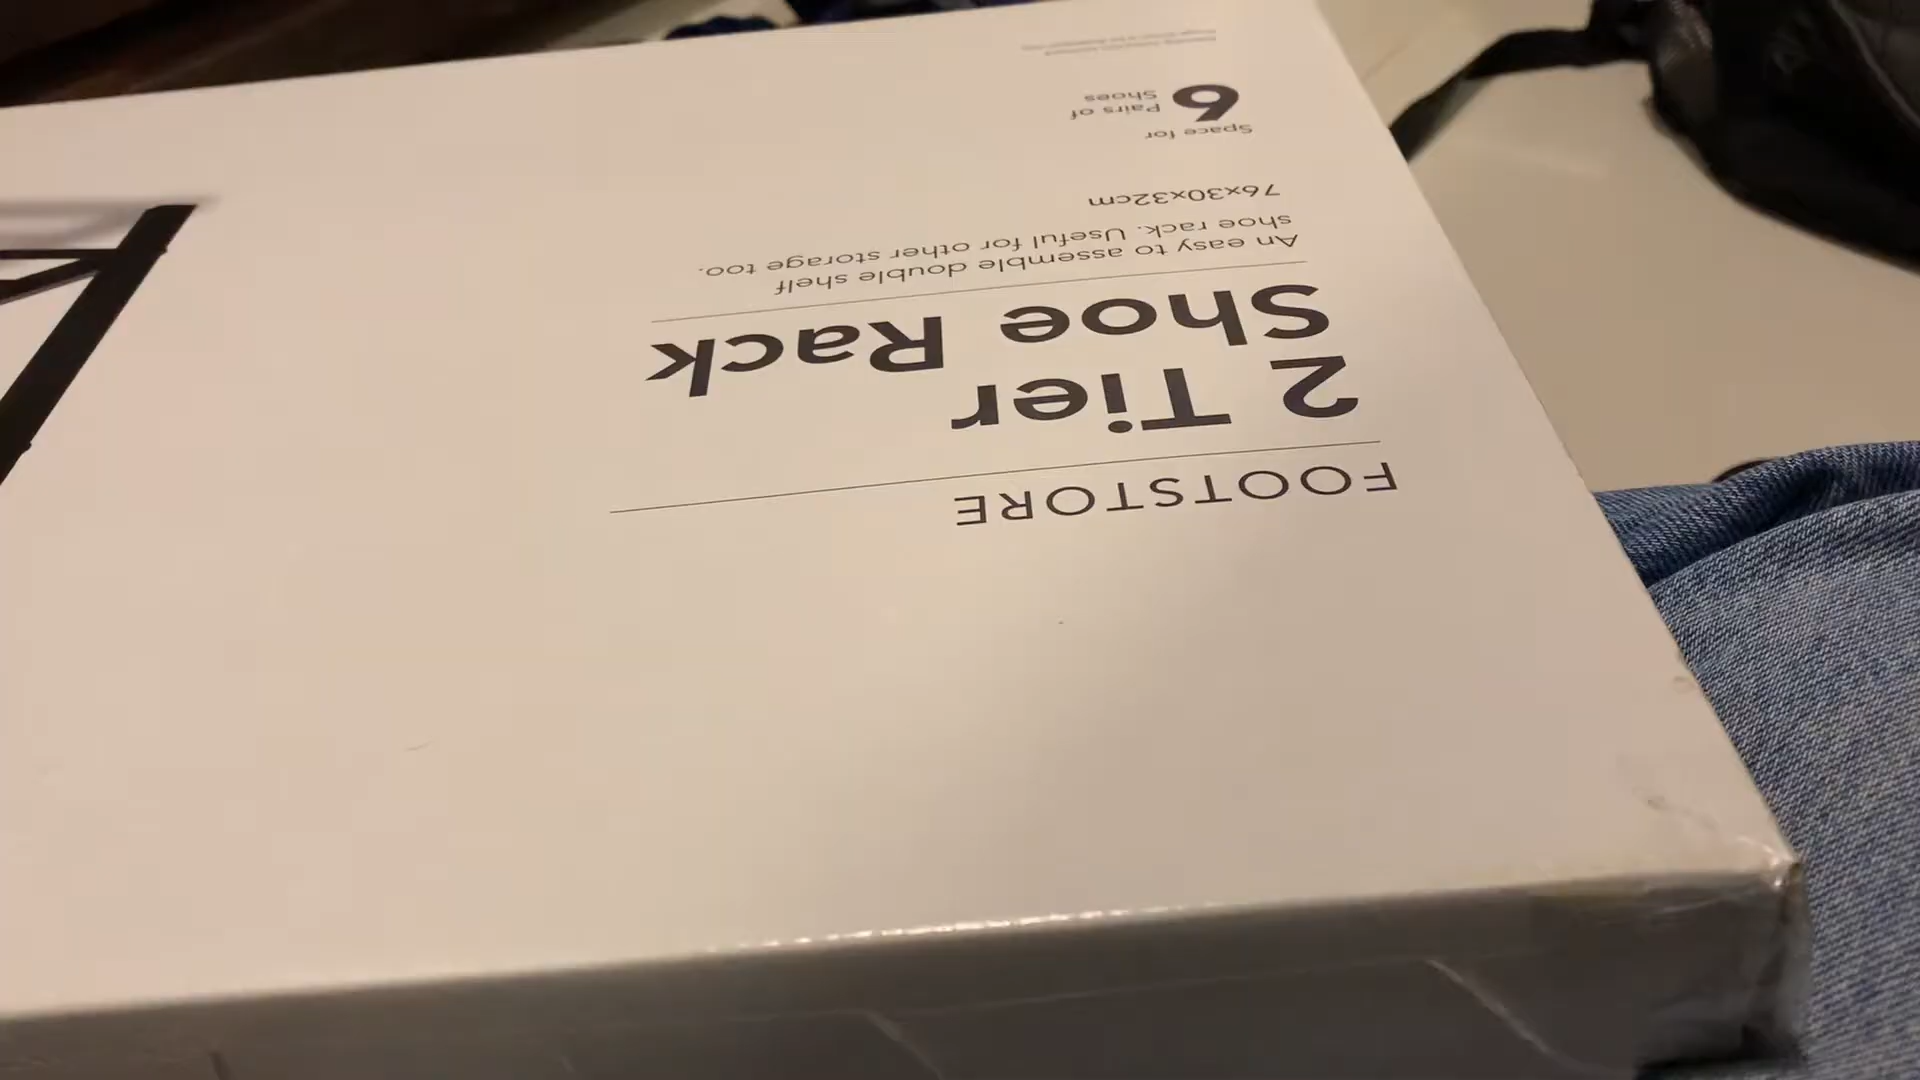 FOOTSTORE
2 Tier
Shoe Rack
An easy to assemble double shelf
shoe rack. Useful for other storage too.
76x30x32cm
Space for
6 Pairs of
Shoes